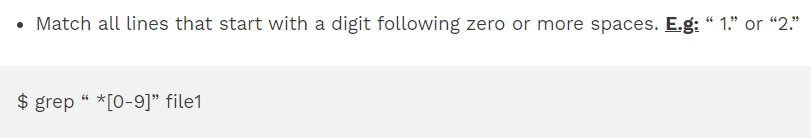 • Match all lines that start with a digit following zero or more spaces. E.g: “ 1.” or “2.”
$ grep “ *[0-9]” file1